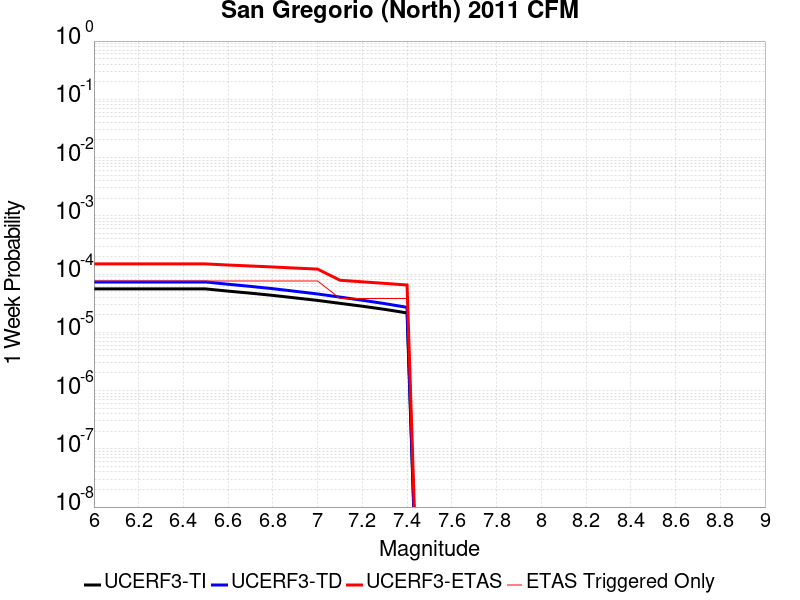 San Gregorio (North) 2011 CFM
10^0
10^-1
10^-2
10^-3
10^-4
10^-5
10^-6
10^-7
10^-8
1 Week Probability
6 6.2 6.4 6.6 6.8 7 7.2 7.4 7.6 7.8 8 8.2 8.4 8.6 8.8 9
Magnitude
UCERF3-TI UCERF3-TD UCERF3-ETAS ETAS Triggered Only